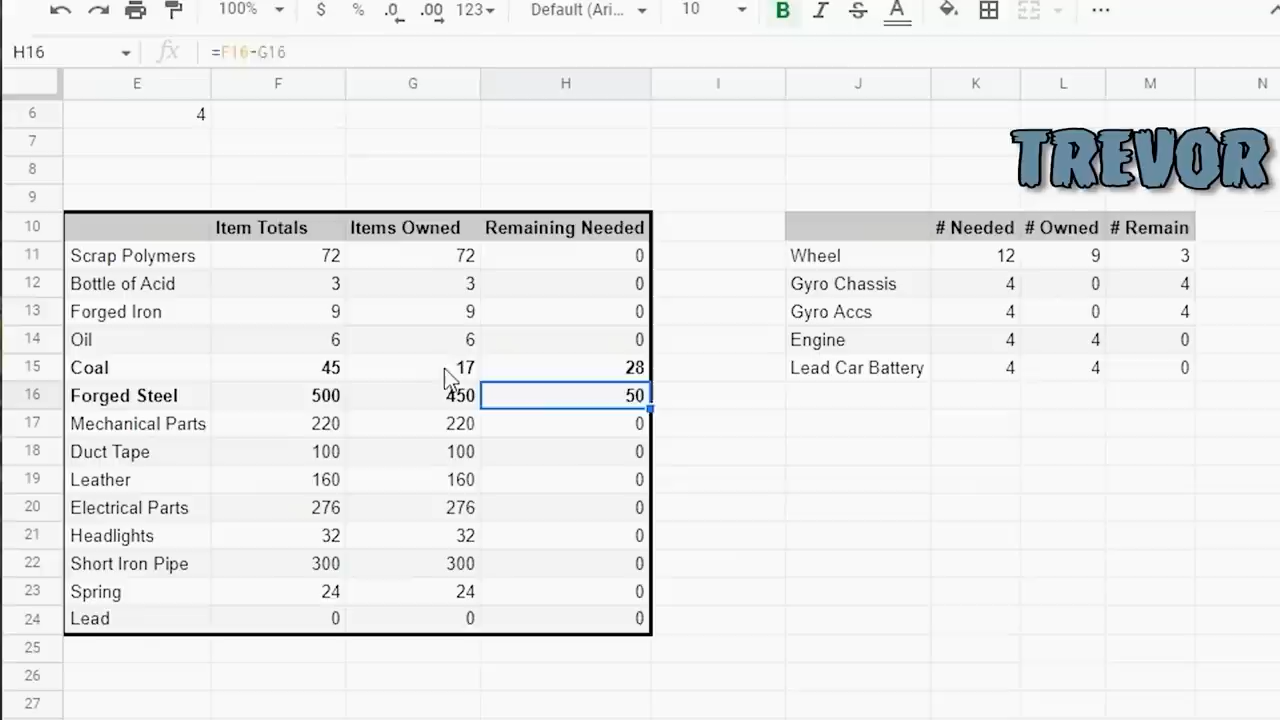 100% $ % .0 .00 123 Default (Ari... 10 B I S A ...
H16 fx =F16-G16
E F G H I J K L M N
6 4
7
8
9
TREVOR
10 Item Totals Items Owned Remaining Needed # Needed # Owned # Remain
11 Scrap Polymers 72 72 0 Wheel 12 9 3
12 Bottle of Acid 3 3 0 Gyro Chassis 4 0 4
13 Forged Iron 9 9 0 Gyro Accs 4 0 4
14 Oil 6 6 0 Engine 4 4 0
15 Coal 45 17 28 Lead Car Battery 4 4 0
16 Forged Steel 500 450 50
17 Mechanical Parts 220 220 0
18 Duct Tape 100 100 0
19 Leather 160 160 0
20 Electrical Parts 276 276 0
21 Headlights 32 32 0
22 Short Iron Pipe 300 300 0
23 Spring 24 24 0
24 Lead 0 0 0
25
26
27